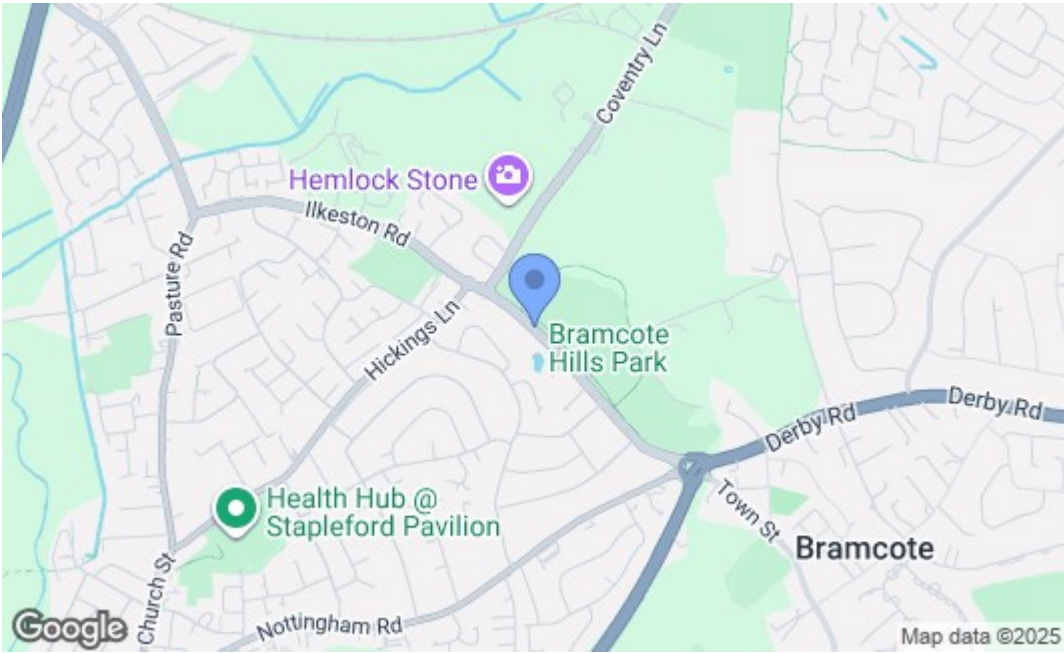 Coventry Ln
Hemlock Stone
Ilkeston Rd
Pasture Rd
Hickings Ln
Bramcote
Hills Park
Derby Rd
Derby Rd
Health Hub @
Stapleford Pavilion
Town St
Bramcote
Church St
Nottingham Rd
Google
Map data ©2025